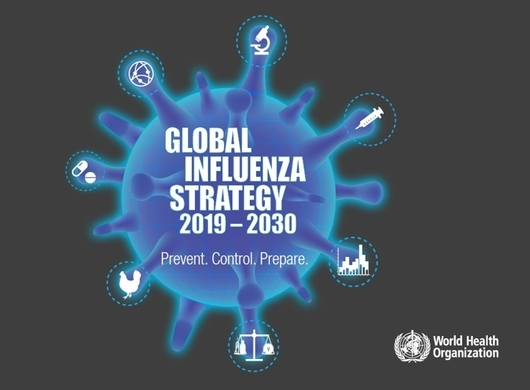 GLOBAL
INFLUENZA
STRATEGY
2019 – 2030
Prevent. Control. Prepare.
World Health
Organization